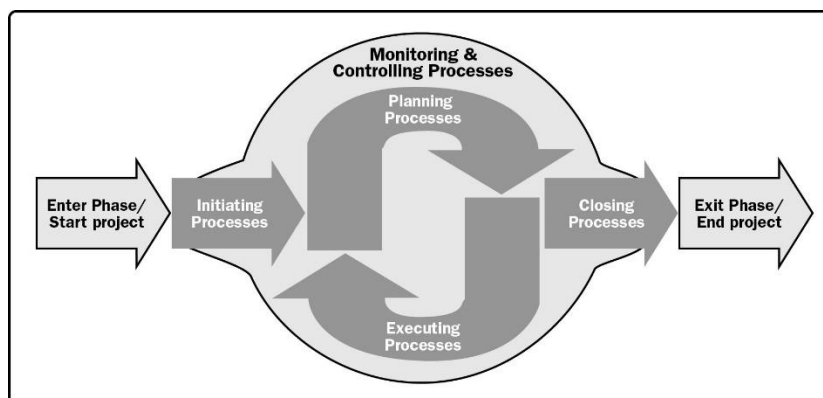 Monitoring &
Controlling Processes
Planning
Processes
Enter Phase/
Start project
Initiating
Processes
Closing
Processes
Exit Phase/
End project
Executing
Processes